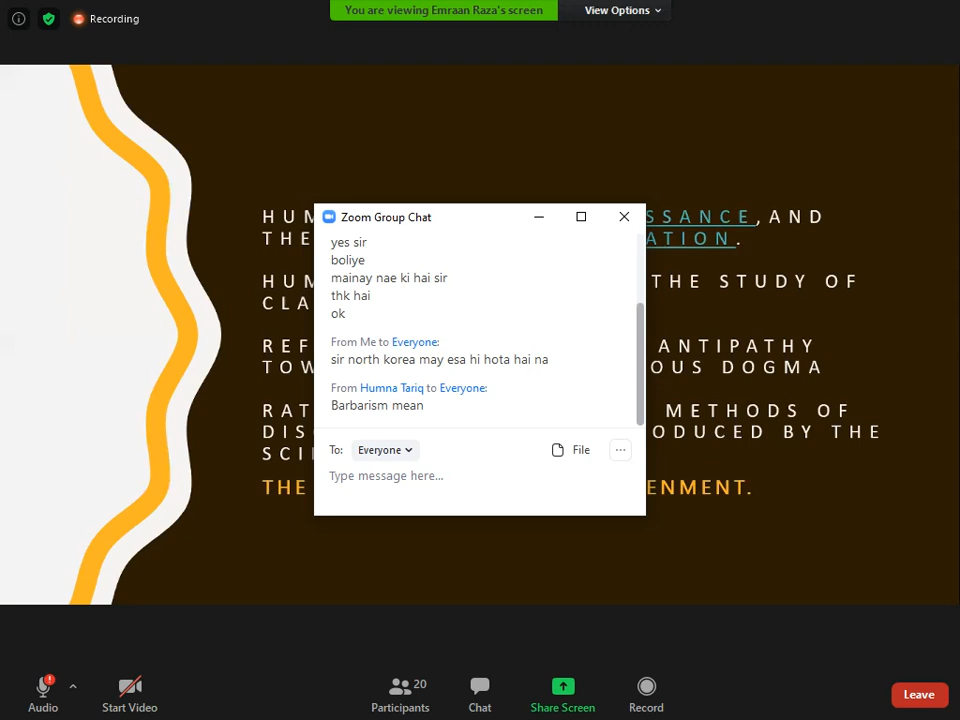 Recording
You are viewing Emraan Raza's screen
View Options
HUM SSANCE, AND
THE ATION.
HUM THE STUDY OF
CLA
REF ANTIPATHY
TOW OUS DOGMA
RAT METHODS OF
DIS ODUCED BY THE
SCI
THE ENMENT.
Zoom Group Chat
yes sir
boliye
mainay nae ki hai sir
thk hai
ok
From Me to Everyone:
sir north korea may esa hi hota hai na
From Humna Tariq to Everyone:
Barbarism mean
To: Everyone File ...
Type message here...
Audio
Start Video
20
Participants
Chat
Share Screen
Record
Leave